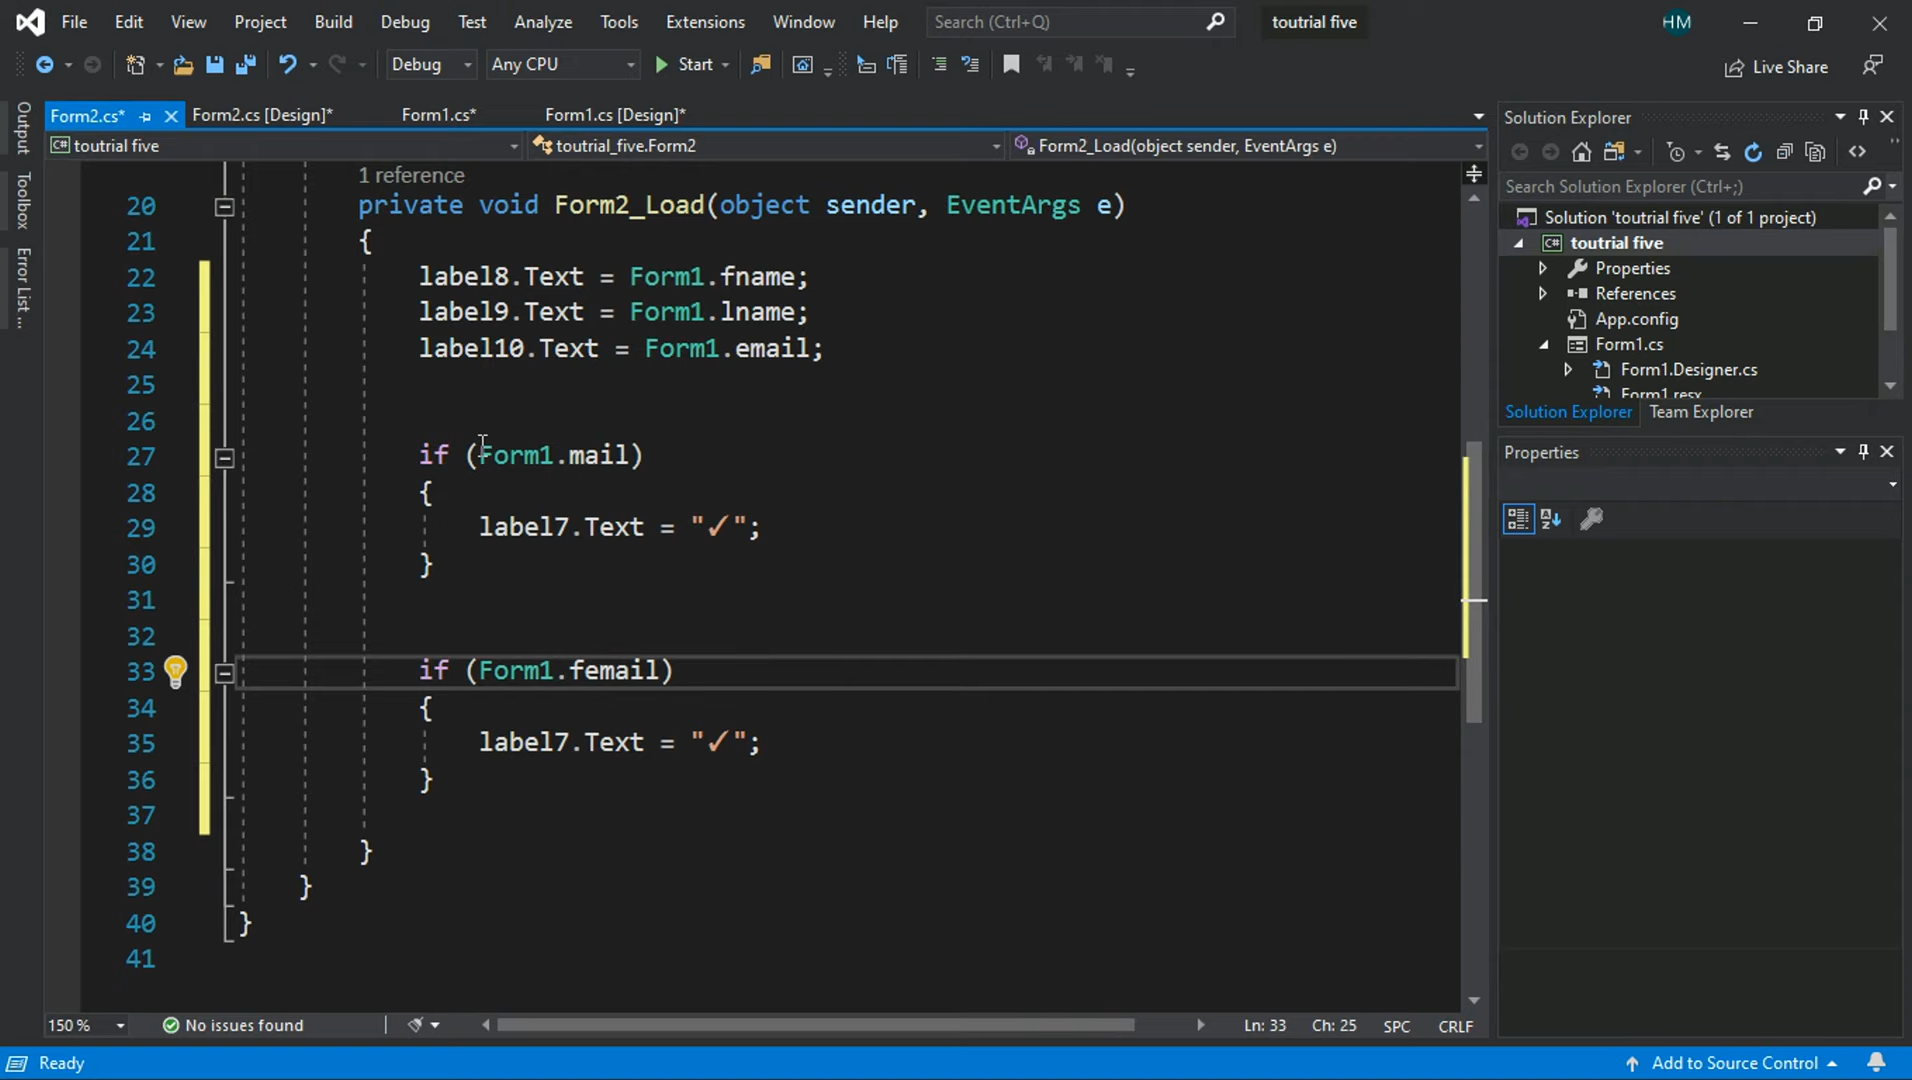 File Edit View Project Build Debug Test Analyze Tools Extensions Window Help Search (Ctrl+Q) toutrial five HM
Debug Any CPU Start Live Share
Form2.cs* Form2.cs [Design]* Form1.cs* Form1.cs [Design]*
toutrial five toutrial_five.Form2 Form2_Load(object sender, EventArgs e)
Output
Toolbox
Error List ...
1 reference
20 private void Form2_Load(object sender, EventArgs e)
21 {
22 label8.Text = Form1.fname;
23 label9.Text = Form1.lname;
24 label10.Text = Form1.email;
25
26
27 if (Form1.mail)
28 {
29 label7.Text = "✓";
30 }
31
32
33 if (Form1.femail)
34 {
35 label7.Text = "✓";
36 }
37
38 }
39 }
40 }
41
150 % No issues found Ln: 33 Ch: 25 SPC CRLF
Solution Explorer
Search Solution Explorer (Ctrl+;)
Solution 'toutrial five' (1 of 1 project)
C# toutrial five
Properties
References
App.config
Form1.cs
Form1.Designer.cs
Form1.resx
Solution Explorer Team Explorer
Properties
Ready Add to Source Control